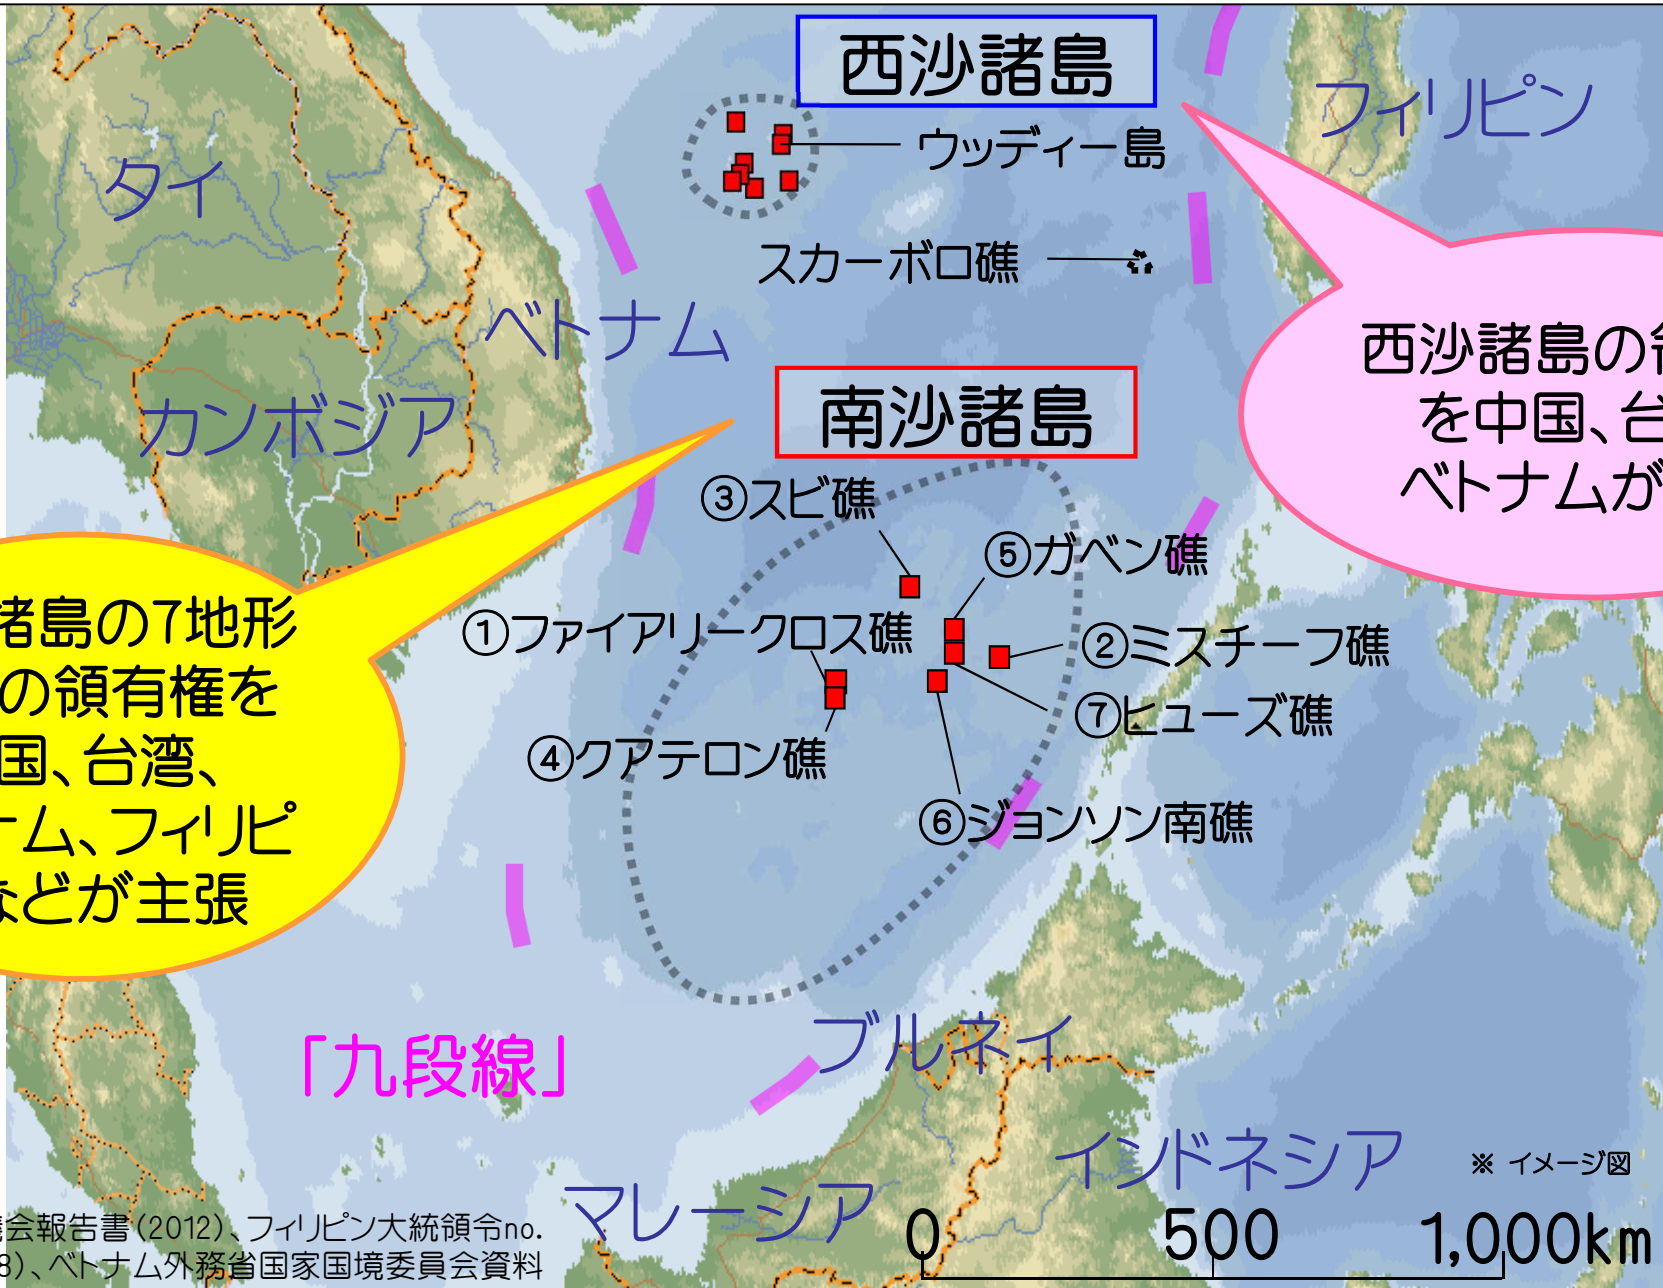 西沙諸島
フィリピン
ウッディー島
タイ
スカーボロ礁
ベトナム
西沙諸島の
を中国、台
ベトナムが
カンボジア
南沙諸島
③スビ礁
⑤ガベン礁
①ファイアリークロス礁
②ミスチーフ礁
⑦ヒューズ礁
④クアテロン礁
⑥ジョンソン南礁
諸島の7地形
の領有権を
国、台湾、
ナム、フィリピ
などが主張
「九段線」
ブルネイ
インドネシア
※ イメージ図
マレーシア
0 500 1,000km
議会報告書(2012)、フィリピン大統領令no.
8)、ベトナム外務省国家国境委員会資料